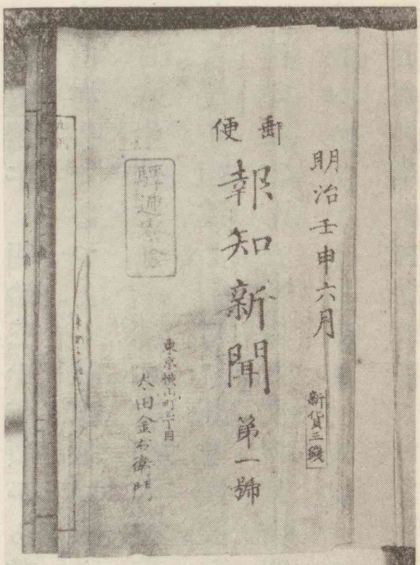 明治壬申六月
新貨三錢
郵便
報知新聞 第一號
東京横山町三丁目
太田金右衛門